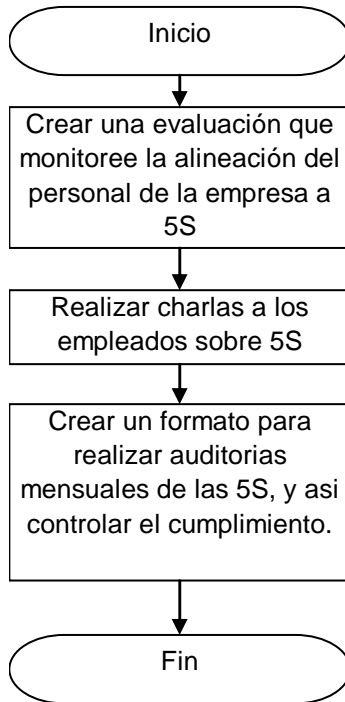 Inicio
Crear una evaluación que
monitoree la alineación del
personal de la empresa a
5S
Realizar charlas a los
empleados sobre 5S
Crear un formato para
realizar auditorias
mensuales de las 5S, y asi
controlar el cumplimiento.
Fin